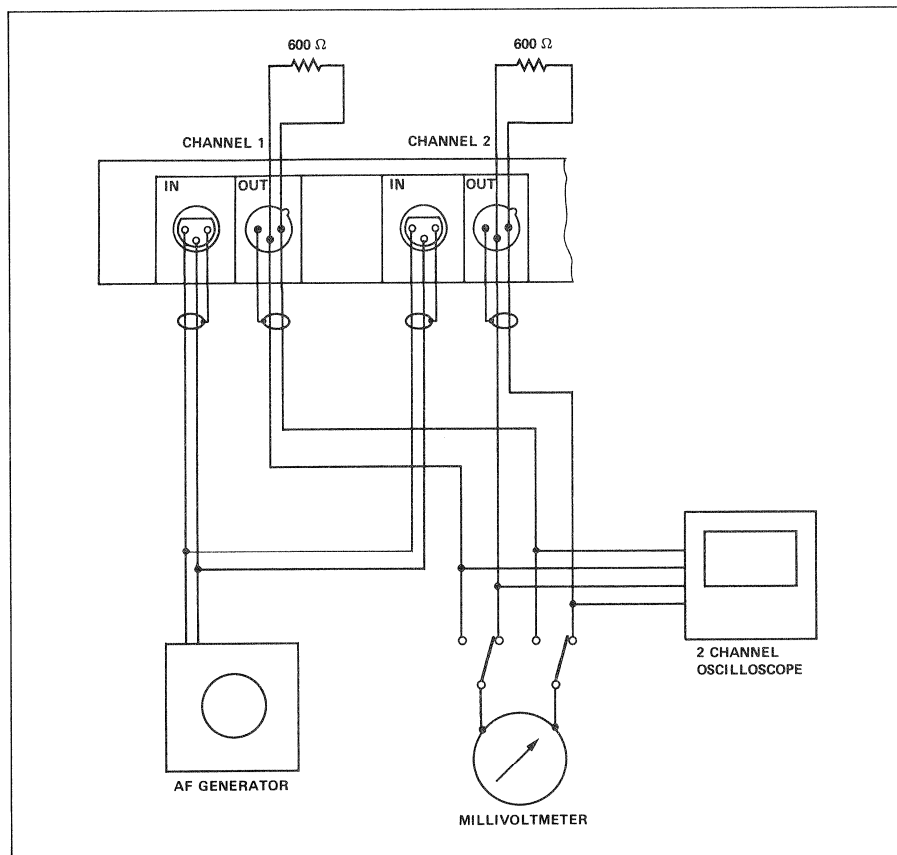 600 Ω
600 Ω
CHANNEL 1
CHANNEL 2
IN
OUT
IN
OUT
2 CHANNEL
OSCILLOSCOPE
AF GENERATOR
MILLIVOLTMETER